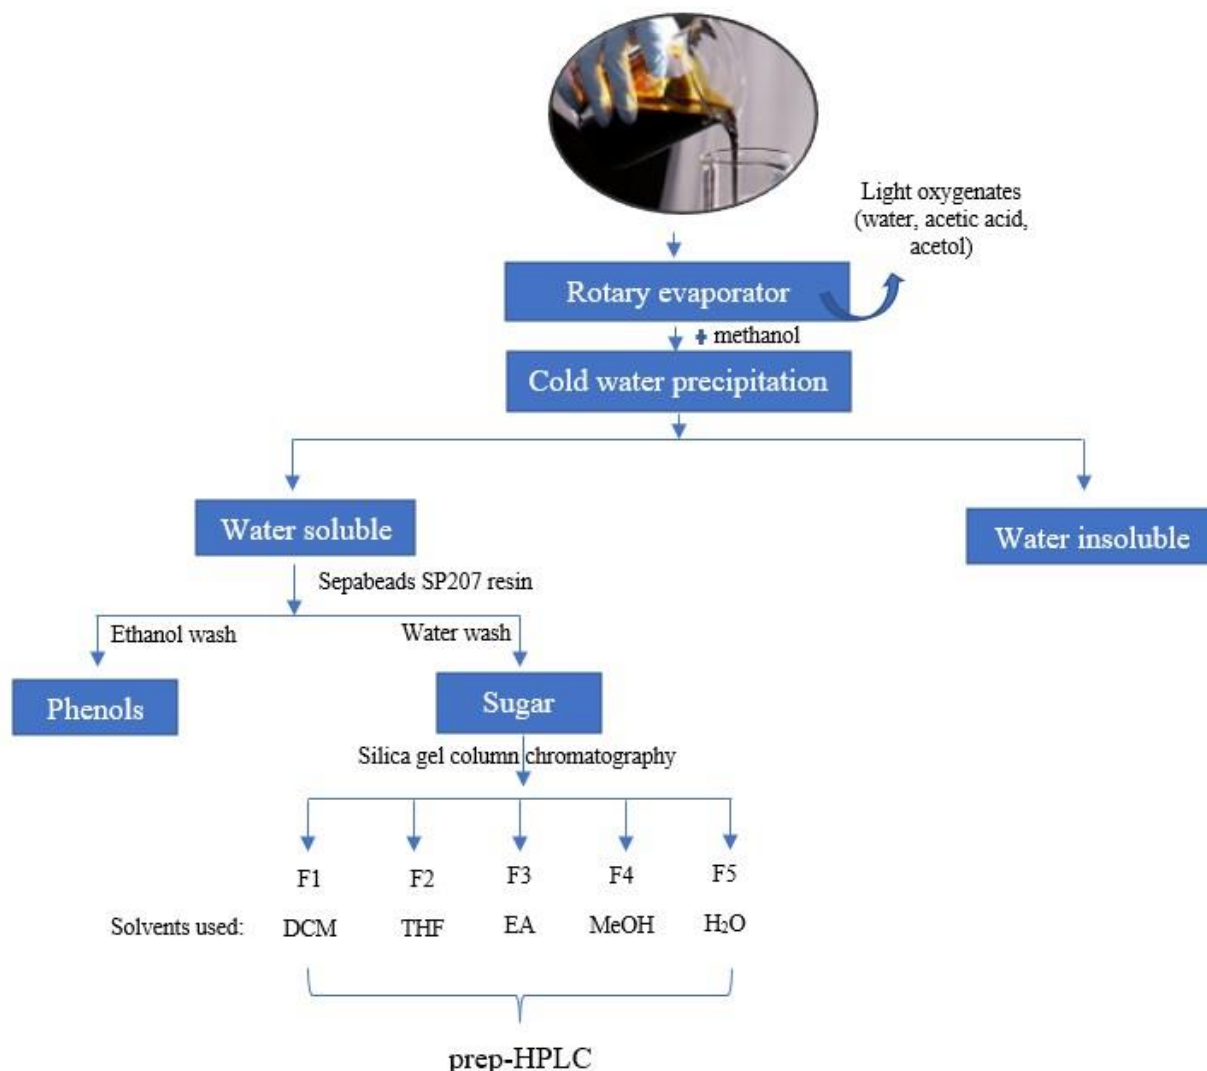 Light oxygenates
(water, acetic acid,
acetol)
Rotary evaporator
+ methanol
Cold water precipitation
Water soluble
Water insoluble
Sepabeads SP207 resin
Ethanol wash
Water wash
Phenols
Sugar
Silica gel column chromatography
F1 F2 F3 F4 F5
Solvents used: DCM THF EA MeOH H₂O
prep-HPLC